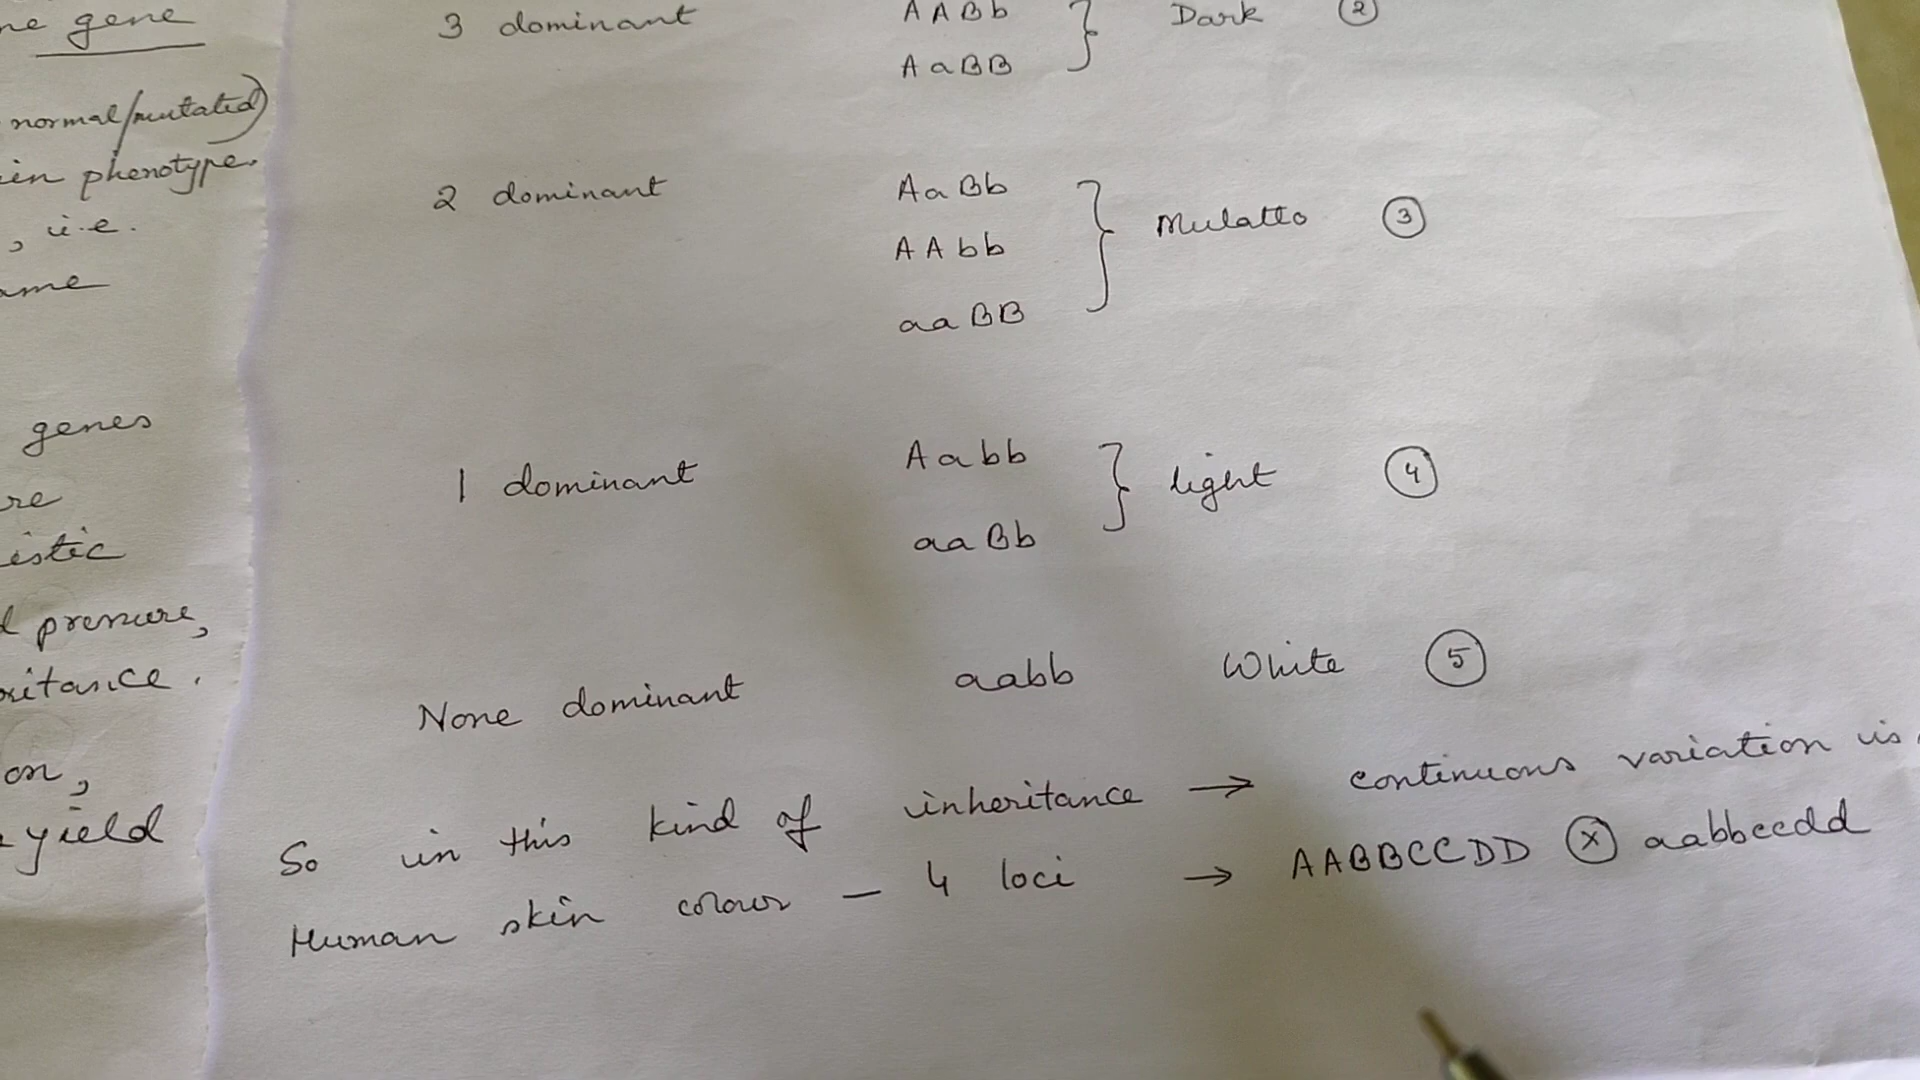 ne gene
normal/mutated)
in phenotype.
, i.e.
ame
genes
re
istic
d pressure,
ritance.
on,
yield
3 dominant AABb } Dark ②
AaBB
2 dominant AaBb
AAbb } Mulatto ③
aaBB
1 dominant Aabb } light ④
aaBb
None dominant aabb White ⑤
So in this kind of inheritance → continuous variation is
Human skin colour — 4 loci → AABBCCDD ⓧ aabbccdd